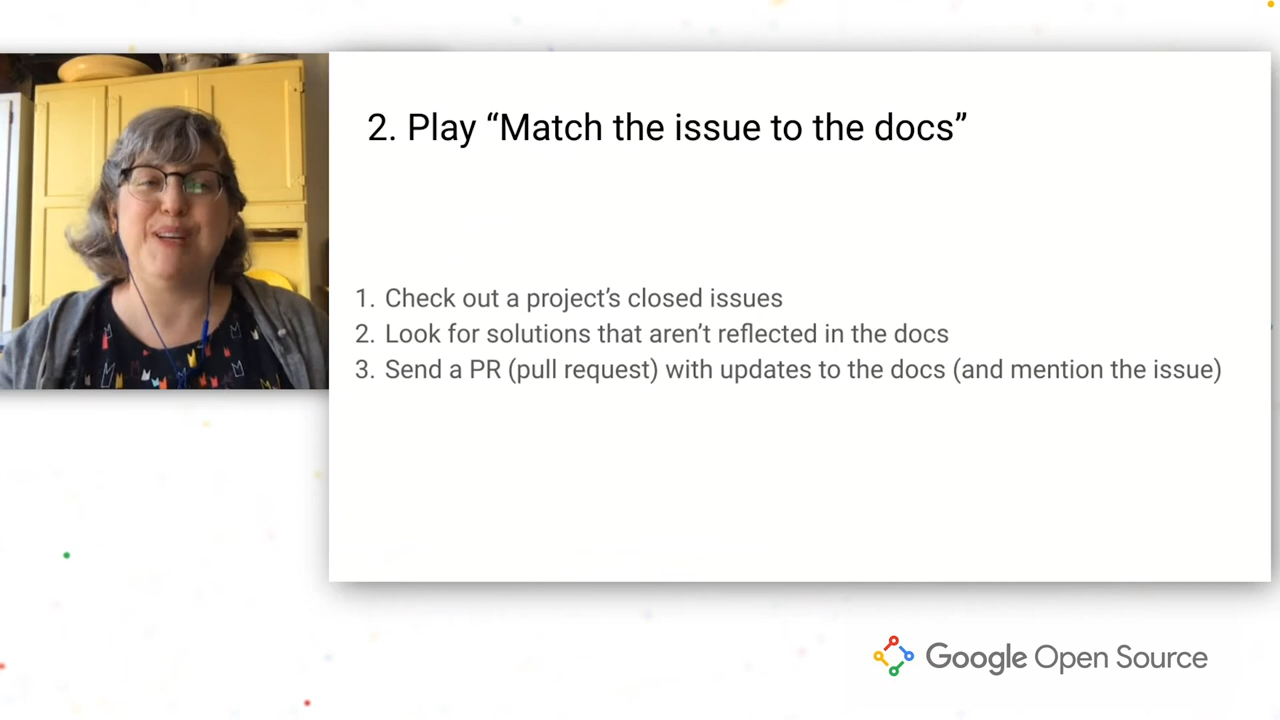 2. Play “Match the issue to the docs”
1. Check out a project’s closed issues
2. Look for solutions that aren’t reflected in the docs
3. Send a PR (pull request) with updates to the docs (and mention the issue)
Google Open Source